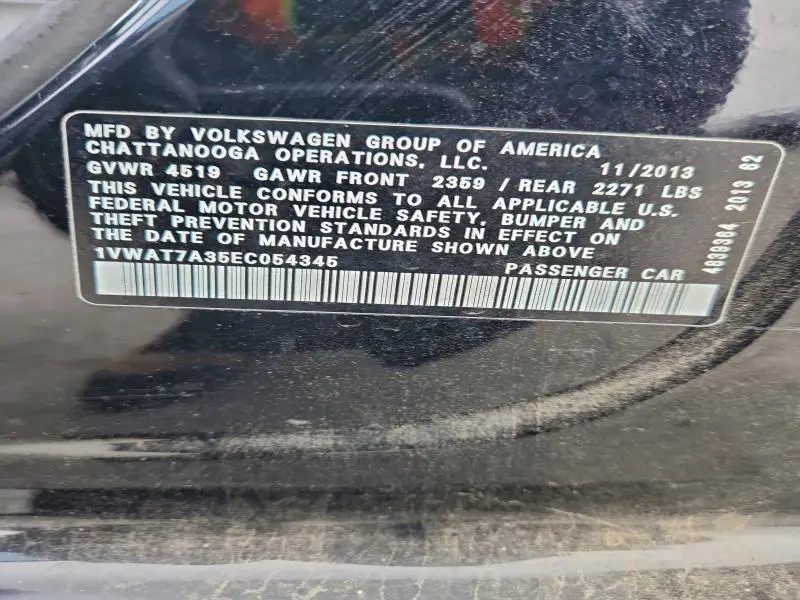 MFD BY VOLKSWAGEN GROUP OF AMERICA
CHATTANOOGA OPERATIONS, LLC. 11/2013
GVWR 4519 GAWR FRONT 2359 / REAR 2271 LBS
THIS VEHICLE CONFORMS TO ALL APPLICABLE U.S.
FEDERAL MOTOR VEHICLE SAFETY, BUMPER AND
THEFT PREVENTION STANDARDS IN EFFECT ON
THE DATE OF MANUFACTURE SHOWN ABOVE
1VWAT7A35EC054345 PASSENGER CAR
4939364 2013 62